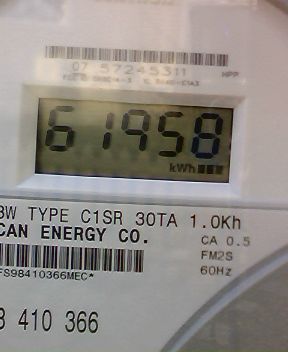 07 57245311 HPP
61958
kWh
3W TYPE C1SR 30TA 1.0Kh
CAN ENERGY CO.
CA 0.5
FM2S
60Hz
FS98410366MEC*
3 410 366